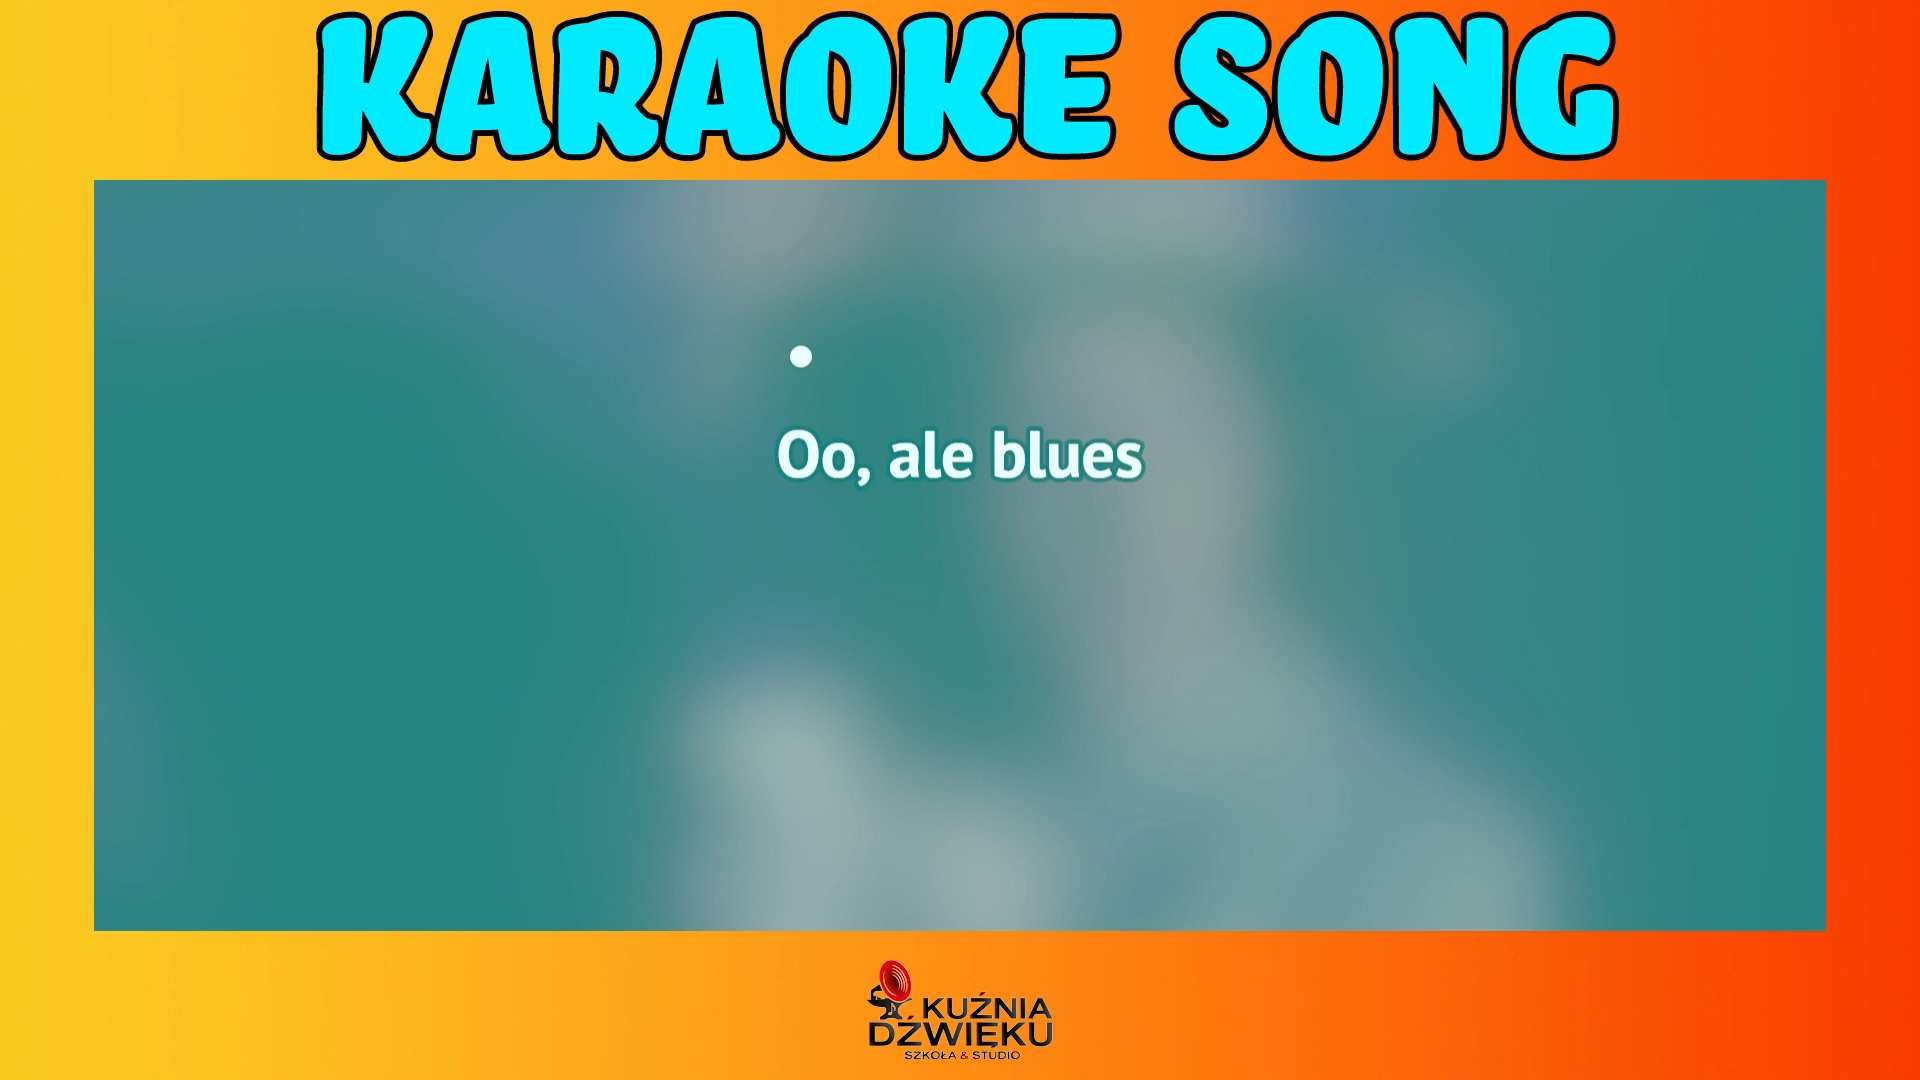 KARAOKE SONG
Oo, ale blues
KUŹNIA
DŹWIĘKU
SZKOŁA & STUDIO